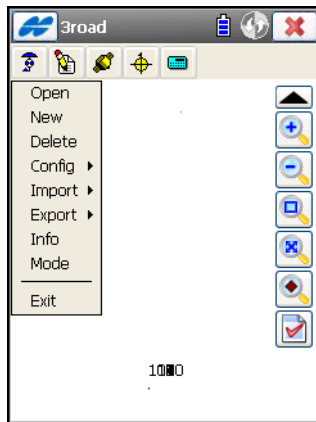 3road
Open
New
Delete
Config
Import
Export
Info
Mode
Exit